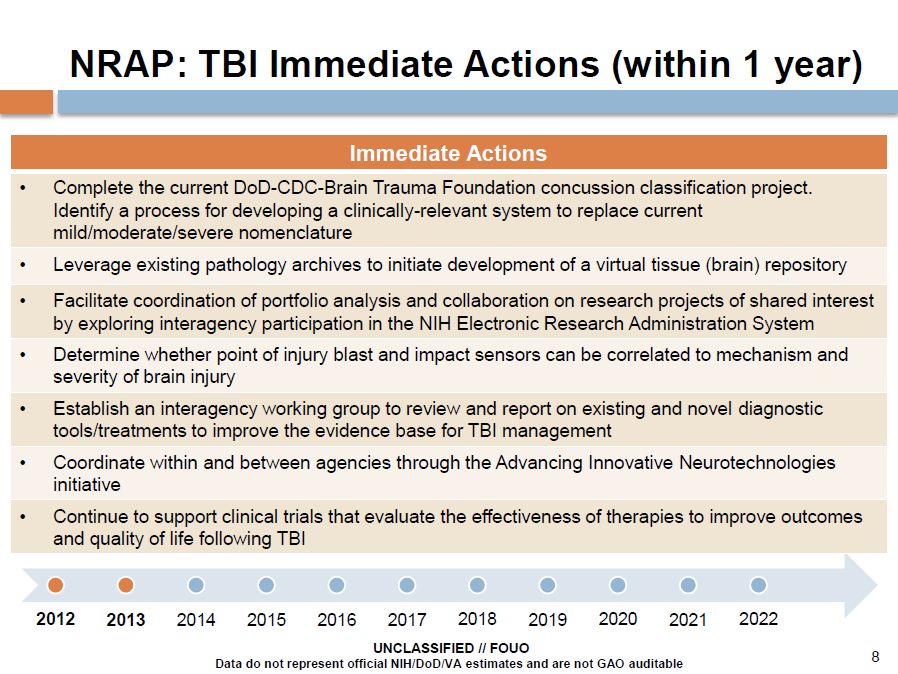 NRAP: TBI Immediate Actions (within 1 year)
Immediate Actions
• Complete the current DoD-CDC-Brain Trauma Foundation concussion classification project.
Identify a process for developing a clinically-relevant system to replace current
mild/moderate/severe nomenclature
• Leverage existing pathology archives to initiate development of a virtual tissue (brain) repository
• Facilitate coordination of portfolio analysis and collaboration on research projects of shared interest
by exploring interagency participation in the NIH Electronic Research Administration System
• Determine whether point of injury blast and impact sensors can be correlated to mechanism and
severity of brain injury
• Establish an interagency working group to review and report on existing and novel diagnostic
tools/treatments to improve the evidence base for TBI management
• Coordinate within and between agencies through the Advancing Innovative Neurotechnologies
initiative
• Continue to support clinical trials that evaluate the effectiveness of therapies to improve outcomes
and quality of life following TBI
2012 2013 2014 2015 2016 2017 2018 2019 2020 2021 2022
UNCLASSIFIED // FOUO
Data do not represent official NIH/DoD/VA estimates and are not GAO auditable
8